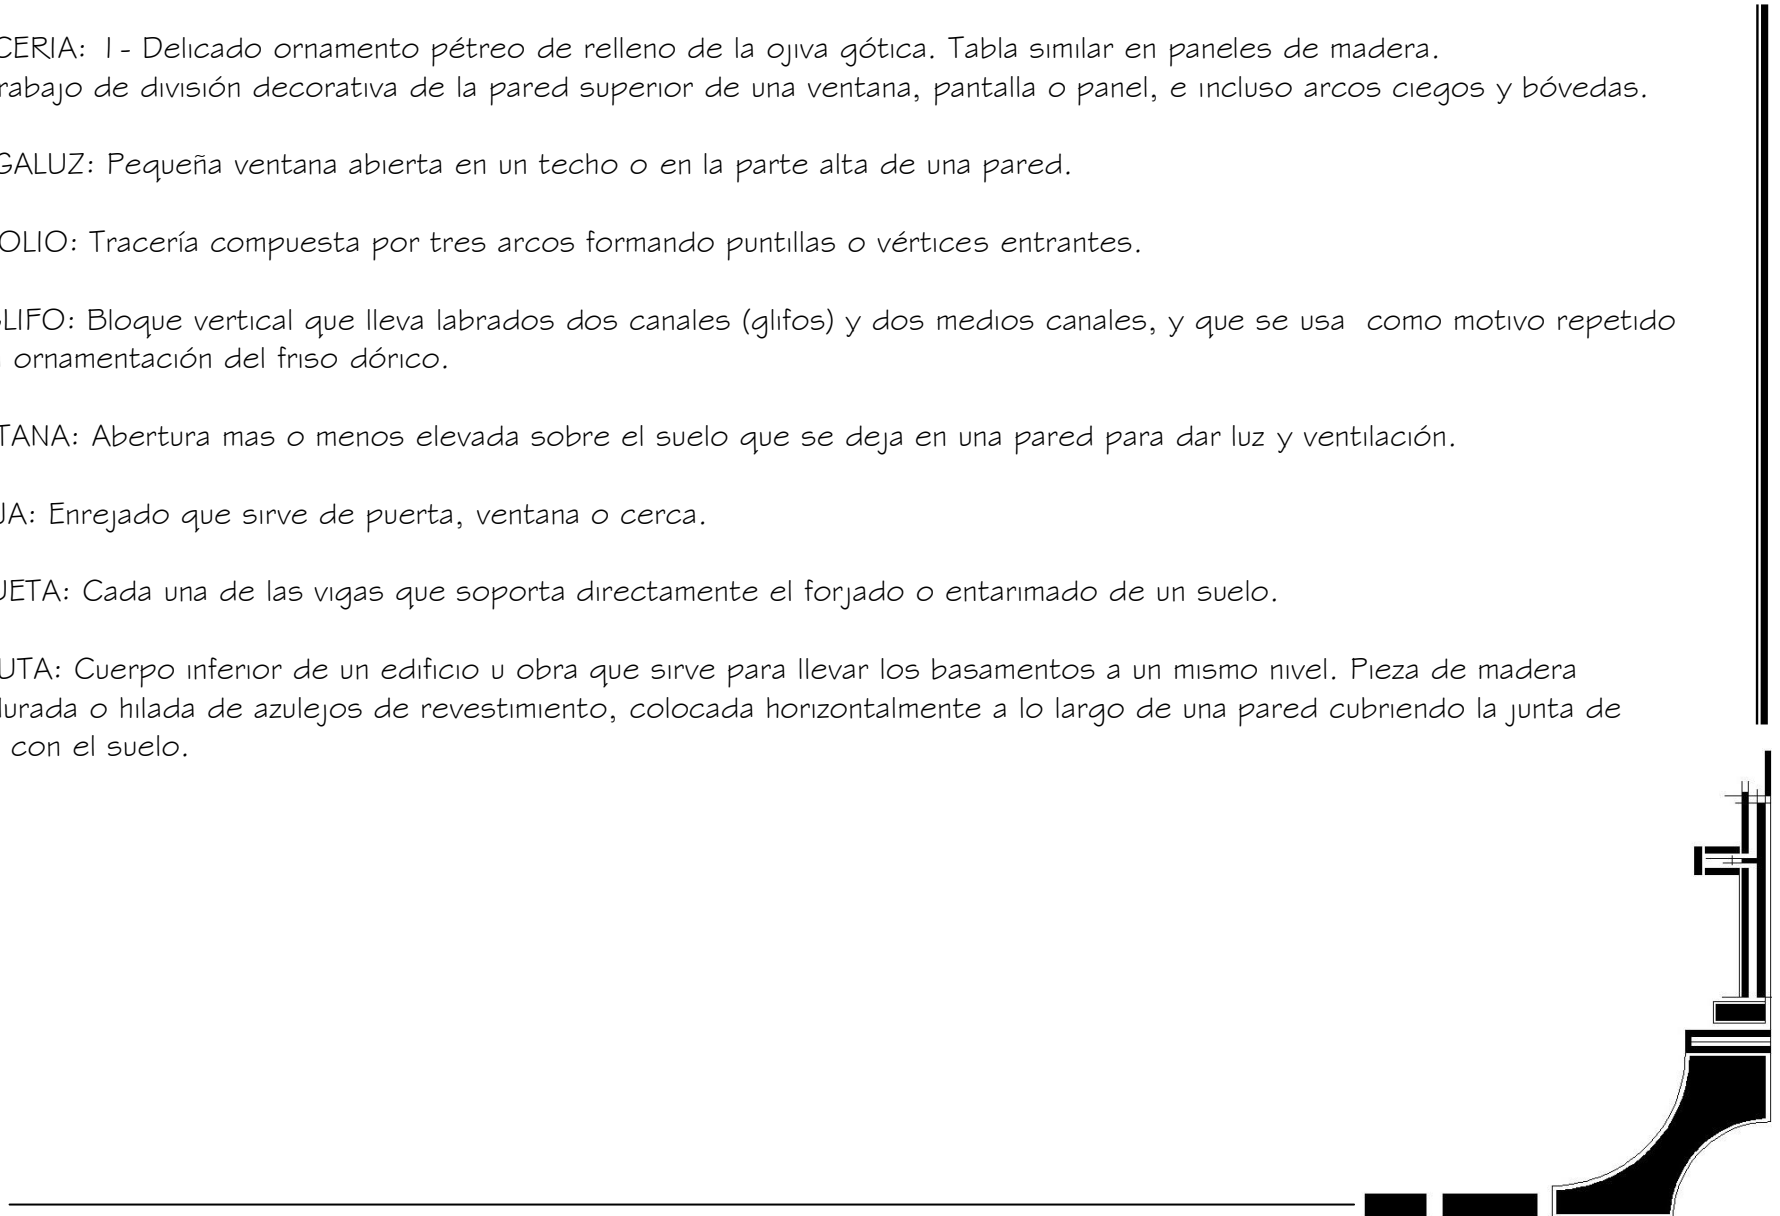 CERIA: 1- Delicado ornamento pétreo de relleno de la ojiva gótica. Tabla similar en paneles de madera.
rabajo de división decorativa de la pared superior de una ventana, pantalla o panel, e incluso arcos ciegos y bóvedas.
GALUZ: Pequeña ventana abierta en un techo o en la parte alta de una pared.
OLIO: Tracería compuesta por tres arcos formando puntillas o vértices entrantes.
LIFO: Bloque vertical que lleva labrados dos canales (glifos) y dos medios canales, y que se usa como motivo repetido
ornamentación del friso dórico.
TANA: Abertura mas o menos elevada sobre el suelo que se deja en una pared para dar luz y ventilación.
JA: Enrejado que sirve de puerta, ventana o cerca.
UETA: Cada una de las vigas que soporta directamente el forjado o entarimado de un suelo.
UTA: Cuerpo inferior de un edificio u obra que sirve para llevar los basamentos a un mismo nivel. Pieza de madera
lurada o hilada de azulejos de revestimiento, colocada horizontalmente a lo largo de una pared cubriendo la junta de
con el suelo.